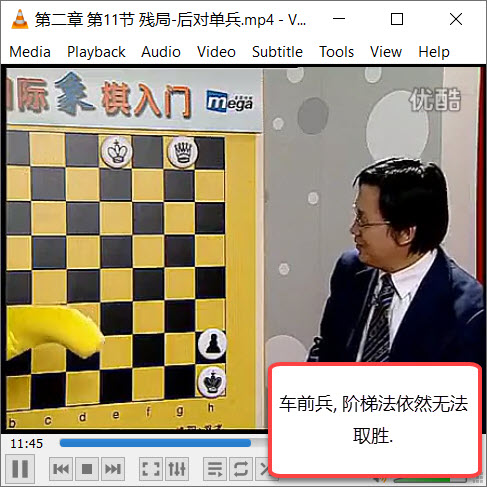 第二章 第11节 残局-后对单兵.mp4 - V...
Media Playback Audio Video Subtitle Tools View Help
国际象棋入门
mega
优酷
b c d e f g h
车前兵, 阶梯法依然无法
取胜.
11:45